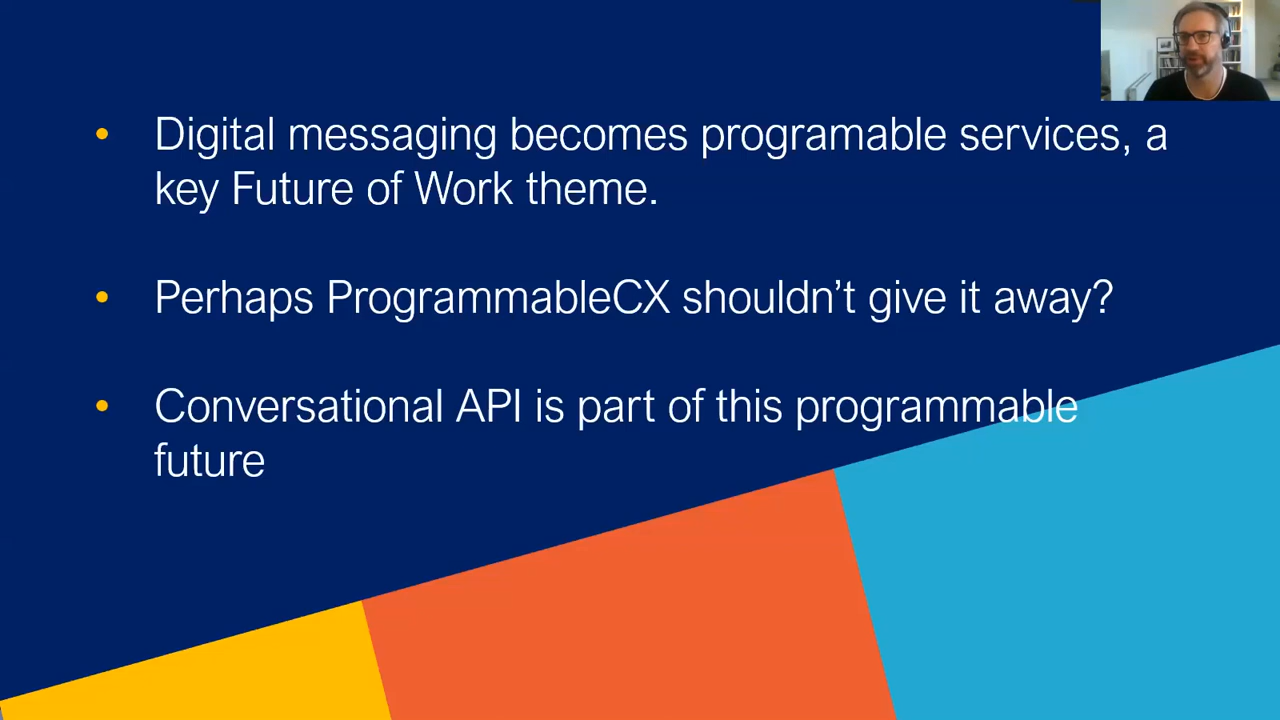 • Digital messaging becomes programable services, a
key Future of Work theme.
• Perhaps ProgrammableCX shouldn’t give it away?
• Conversational API is part of this programmable
future